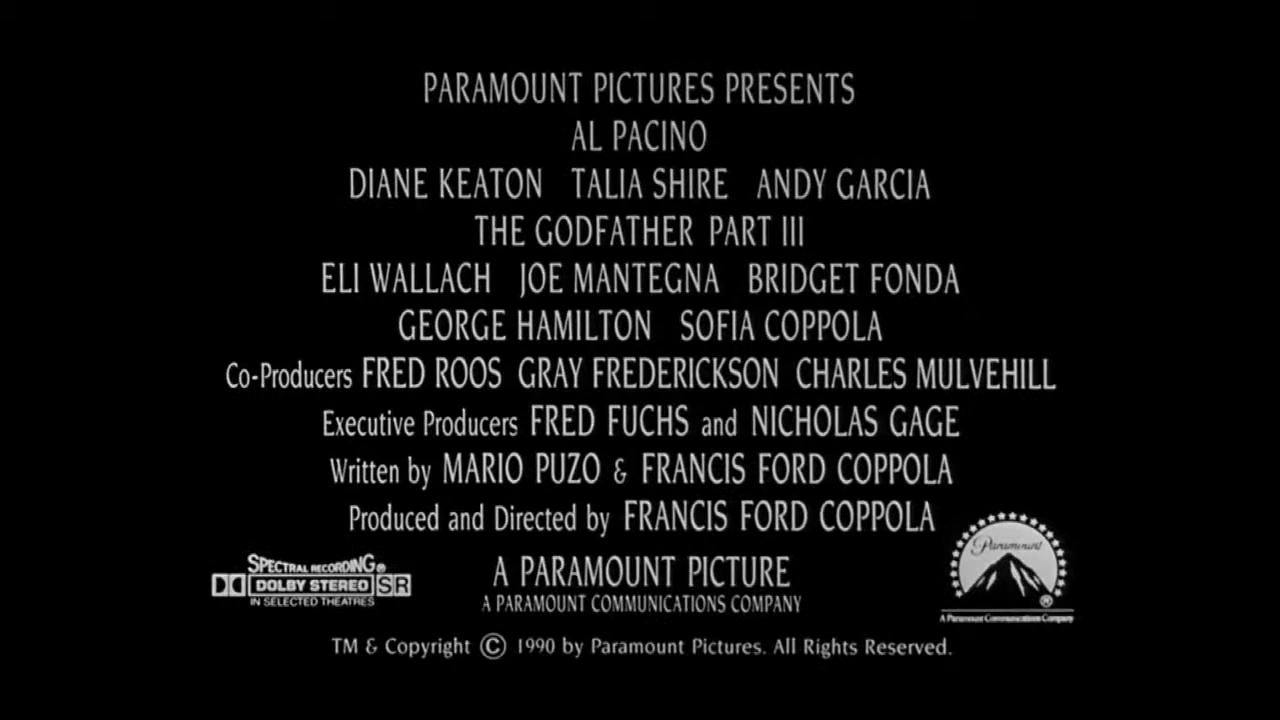 PARAMOUNT PICTURES PRESENTS
AL PACINO
DIANE KEATON TALIA SHIRE ANDY GARCIA
THE GODFATHER PART III
ELI WALLACH JOE MANTEGNA BRIDGET FONDA
GEORGE HAMILTON SOFIA COPPOLA
Co-Producers FRED ROOS GRAY FREDERICKSON CHARLES MULVEHILL
Executive Producers FRED FUCHS and NICHOLAS GAGE
Written by MARIO PUZO & FRANCIS FORD COPPOLA
Produced and Directed by FRANCIS FORD COPPOLA
SPECTRAL RECORDING®
DOLBY STEREO SR
IN SELECTED THEATRES
A PARAMOUNT PICTURE
A PARAMOUNT COMMUNICATIONS COMPANY
Paramount ®
A Paramount Communications Company
TM & Copyright © 1990 by Paramount Pictures. All Rights Reserved.